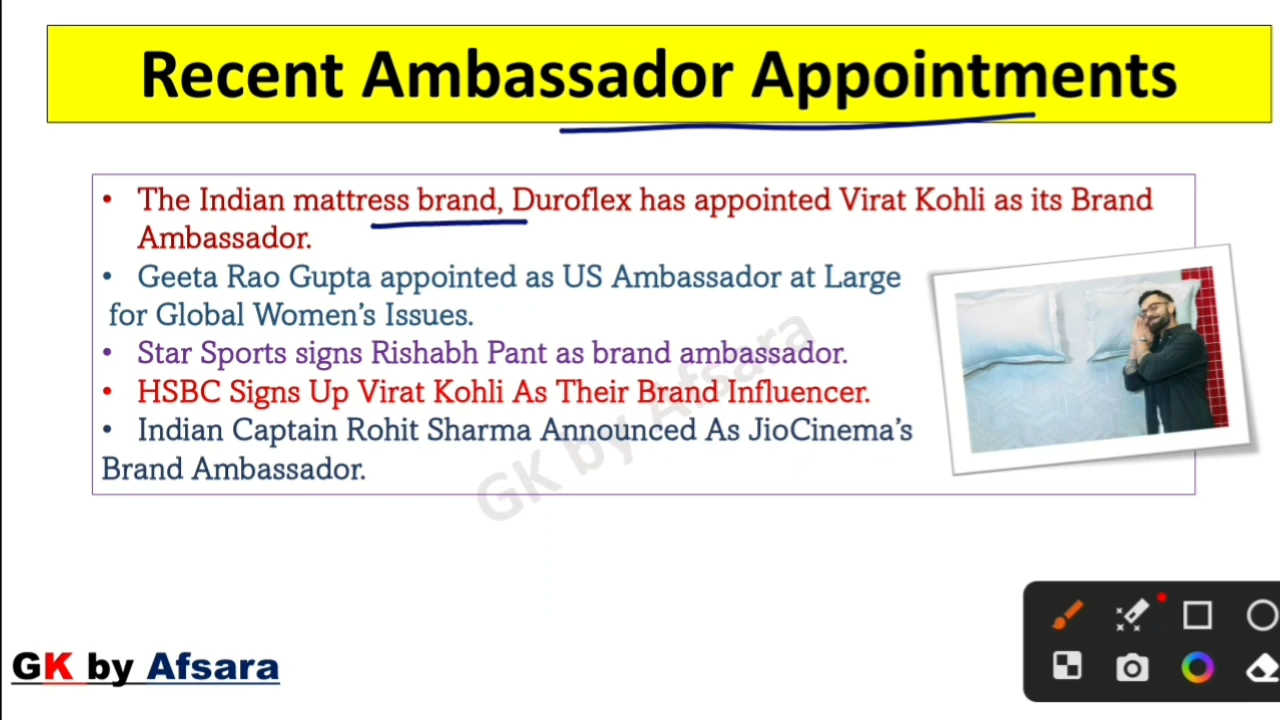 Recent Ambassador Appointments
• The Indian mattress brand, Duroflex has appointed Virat Kohli as its Brand
Ambassador.
• Geeta Rao Gupta appointed as US Ambassador at Large
for Global Women's Issues.
• Star Sports signs Rishabh Pant as brand ambassador.
• HSBC Signs Up Virat Kohli As Their Brand Influencer.
• Indian Captain Rohit Sharma Announced As JioCinema's
Brand Ambassador.
GK by Afsara
GK by Afsara